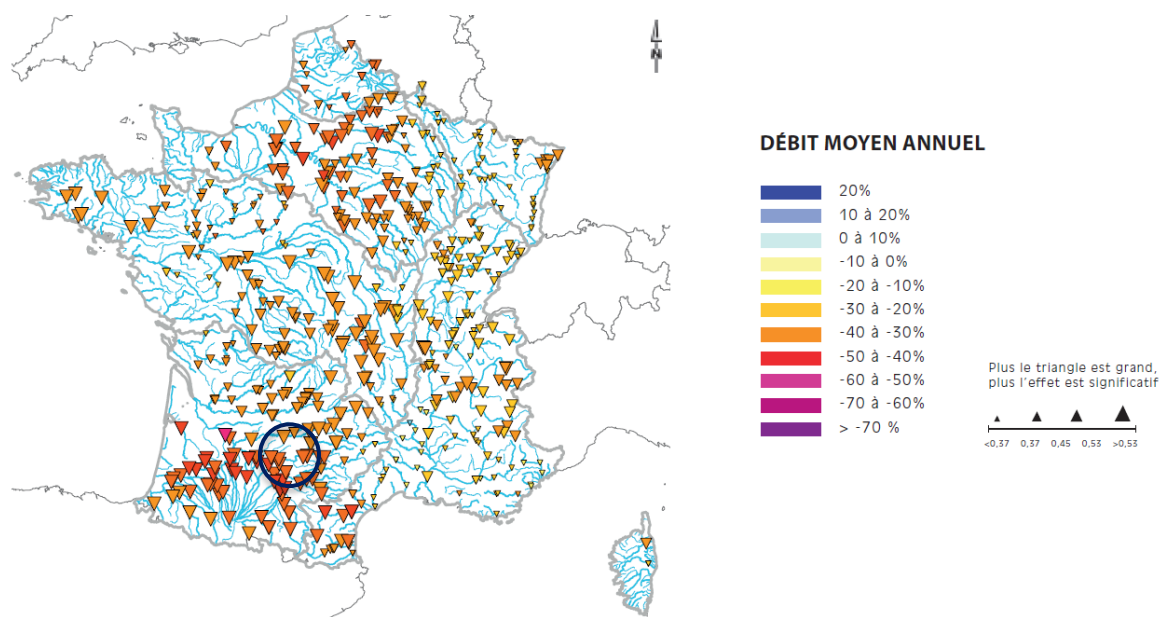 N
DÉBIT MOYEN ANNUEL
20%
10 à 20%
0 à 10%
-10 à 0%
-20 à -10%
-30 à -20%
-40 à -30%
-50 à -40%
-60 à -50%
-70 à -60%
> -70 %
Plus le triangle est grand,
plus l'effet est significatif
<0,37 0,37 0,45 0,53 >0,53